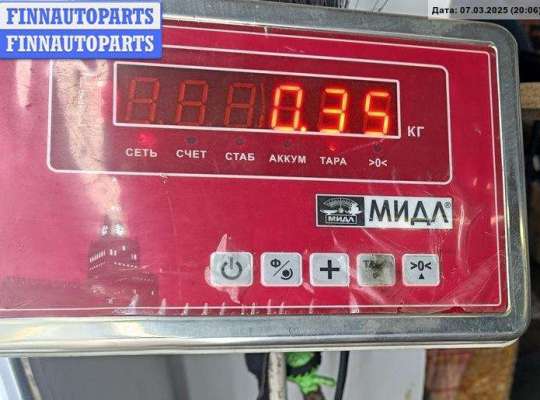 FINNAUTOPARTS
FINNAUTOPARTS
Дата: 07.03.2025 (20:06)
0.35 КГ
СЕТЬ СЧЕТ СТАБ АККУМ ТАРА >0<
МИДЛ МИДЛ®
Ф/ + >0<